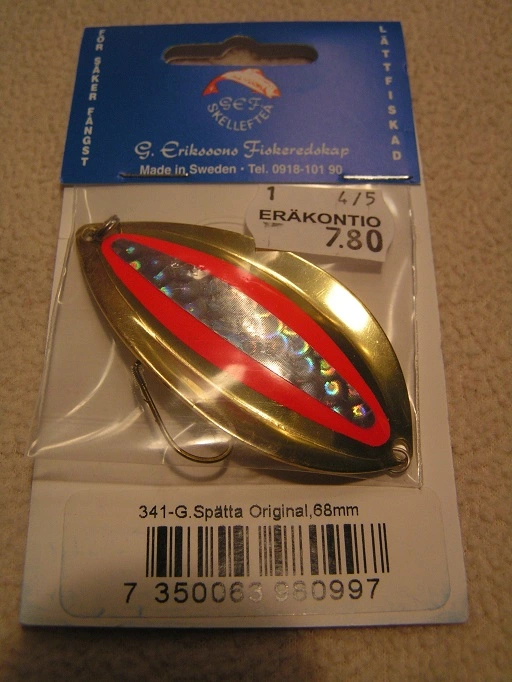 FÖR SÄKER FÅNGST
LÄTTFISKAD
GEF
SKELLEFTEÅ
G. Erikssons Fiskeredskap
Made in Sweden • Tel. 0918-101 90
1 4/5
ERÄKONTIO
7.80
341-G.Spätta Original,68mm
7 350063 980997